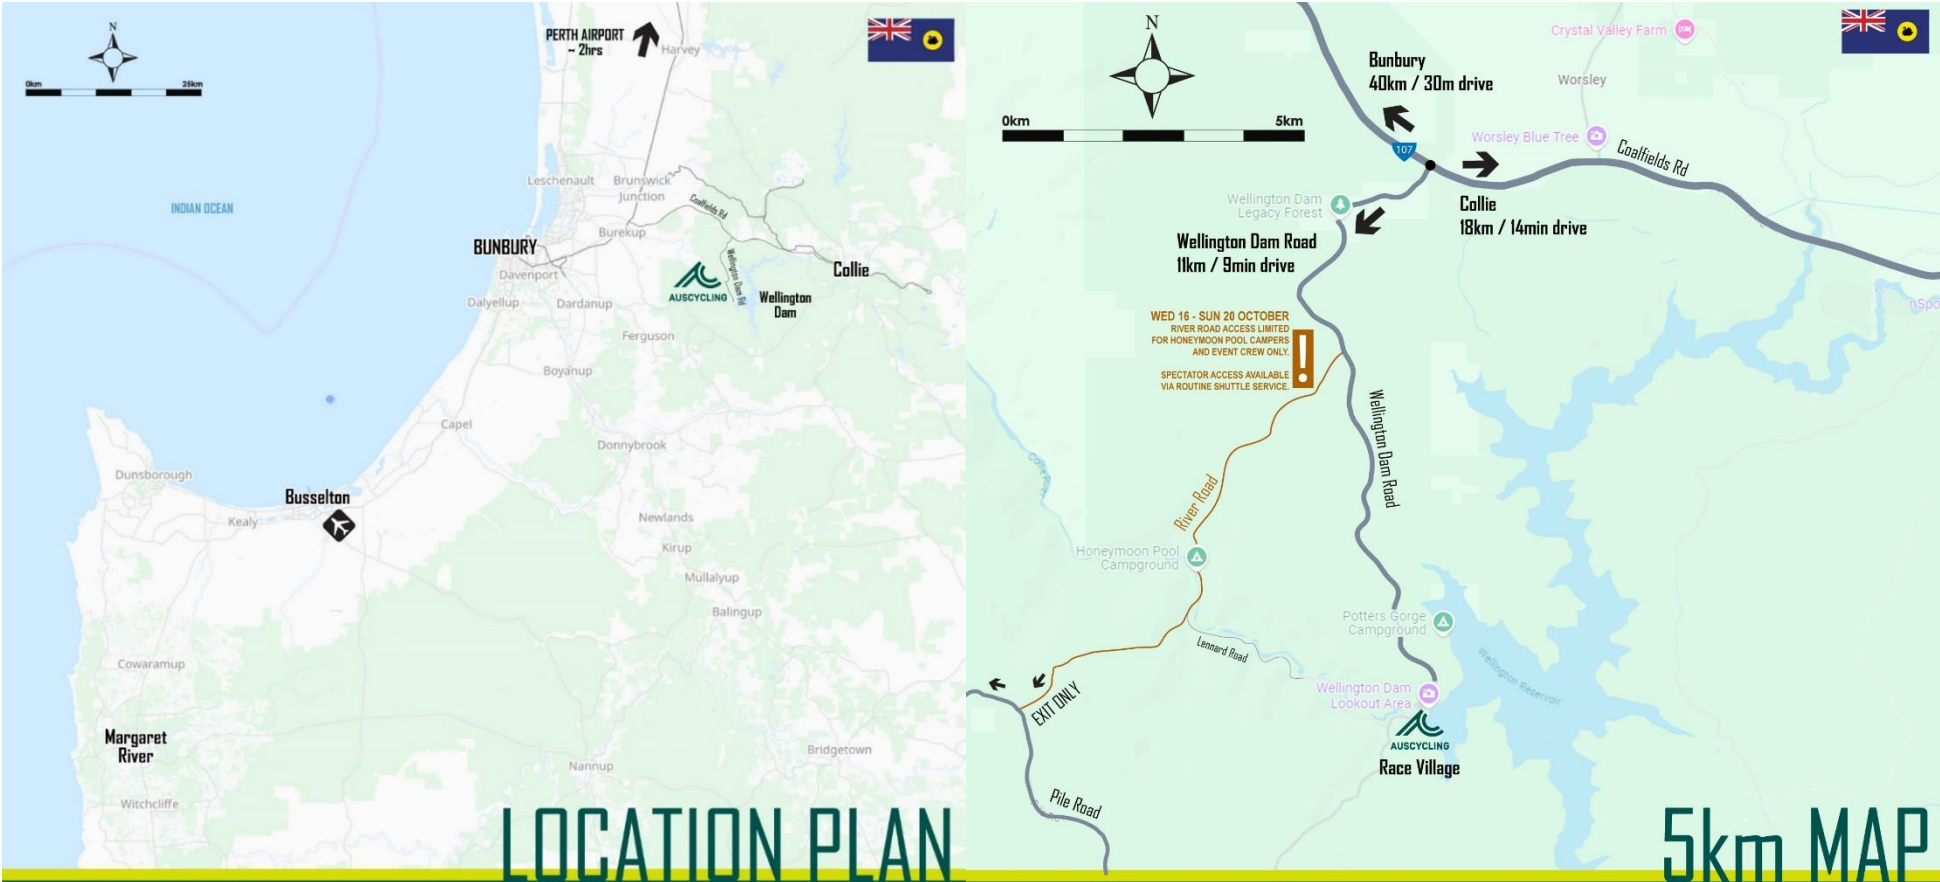 N
0km 25km
PERTH AIRPORT
~ 2hrs
Harvey
INDIAN OCEAN
Leschenault
Brunswick
Junction
Coalfields Rd
Burekup
BUNBURY
Davenport
AUSCYCLING
Wellington Dam Rd
Collie
Dalyellup
Dardanup
Wellington
Dam
Ferguson
Boyanup
Capel
Donnybrook
Dunsborough
Busselton
Kealy
Newlands
Kirup
Mullalyup
Balingup
Cowaramup
Margaret
River
Bridgetown
Nannup
Witchcliffe
LOCATION PLAN
N
0km 5km
Crystal Valley Farm
Bunbury
40km / 30m drive
Worsley
Worsley Blue Tree
107
Coalfields Rd
Wellington Dam
Legacy Forest
Collie
18km / 14min drive
Wellington Dam Road
11km / 9min drive
WED 16 - SUN 20 OCTOBER
RIVER ROAD ACCESS LIMITED
FOR HONEYMOON POOL CAMPERS
AND EVENT CREW ONLY.
SPECTATOR ACCESS AVAILABLE
VIA ROUTINE SHUTTLE SERVICE.
!
Wellington Dam Road
River Road
Honeymoon Pool
Campground
Potters Gorge
Campground
Lennard Road
Wellington Reservoir
Wellington Dam
Lookout Area
EXIT ONLY
AUSCYCLING
Race Village
Pile Road
5km MAP